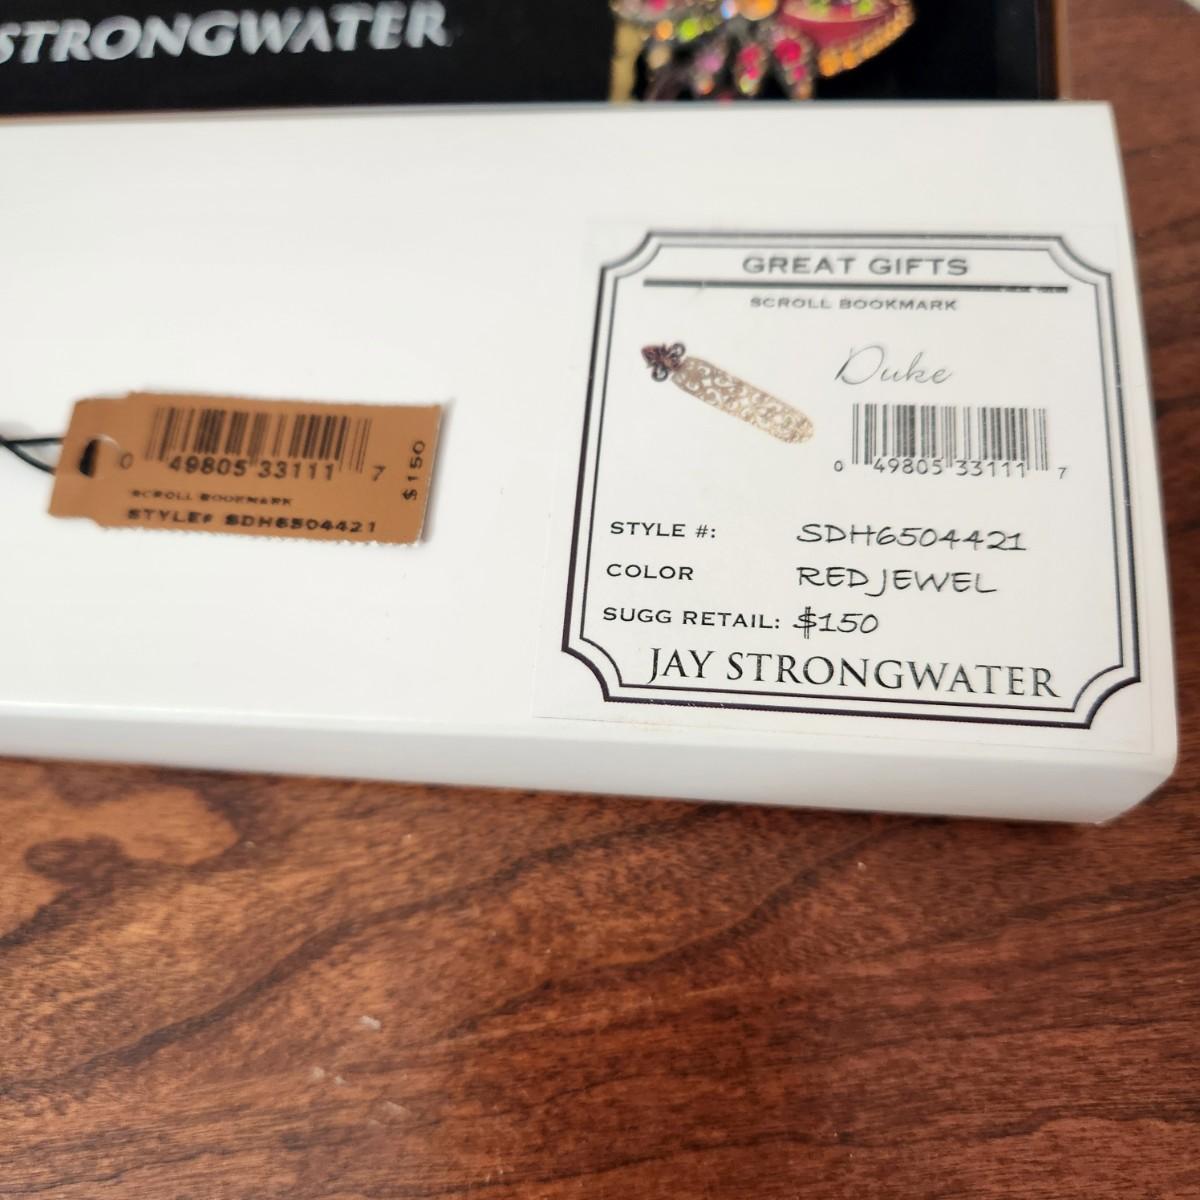 STRONGWATER
GREAT GIFTS
SCROLL BOOKMARK
Duke
0 49805 33111 7
STYLE #: SDH6504421
COLOR RED JEWEL
SUGG RETAIL: $150
JAY STRONGWATER
0 49805 33111 7
$150
SCROLL BOOKMARK
STYLE# SDH6504421